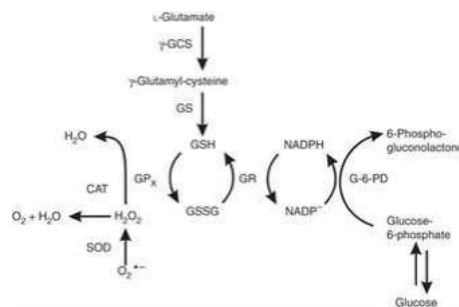 L-Glutamate
γ-GCS
γ-Glutamyl-cysteine
GS
H₂O
GSH
NADPH
6-Phospho-
gluconolactone
GPX
GR
G-6-PD
CAT
O₂ + H₂O
H₂O₂
GSSG
NADP⁻
Glucose-
6-phosphate
SOD
O₂•−
Glucose